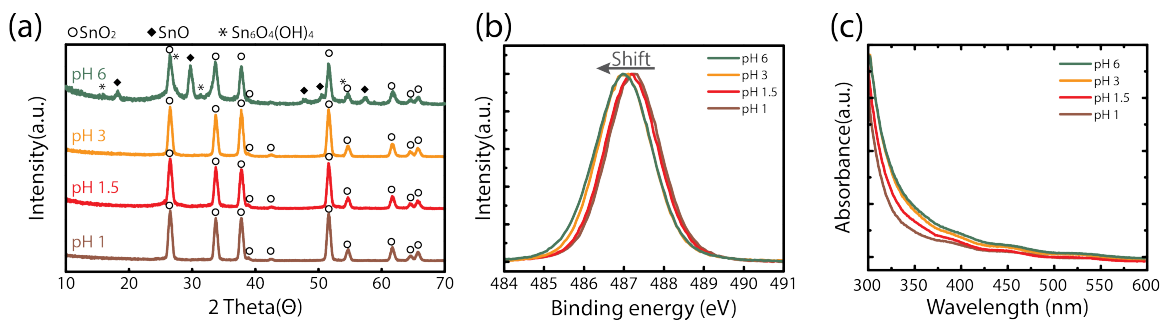 (a)
○SnO₂ ◆SnO *Sn₆O₄(OH)₄
pH 6
pH 3
pH 1.5
pH 1
Intensity(a.u.)
10 20 30 40 50 60 70
2 Theta(Θ)
(b)
Shift
pH 6
pH 3
pH 1.5
pH 1
Intensity(a.u.)
484 485 486 487 488 489 490 491
Binding energy (eV)
(c)
pH 6
pH 3
pH 1.5
pH 1
Absorbance(a.u.)
300 350 400 450 500 550 600
Wavelength (nm)